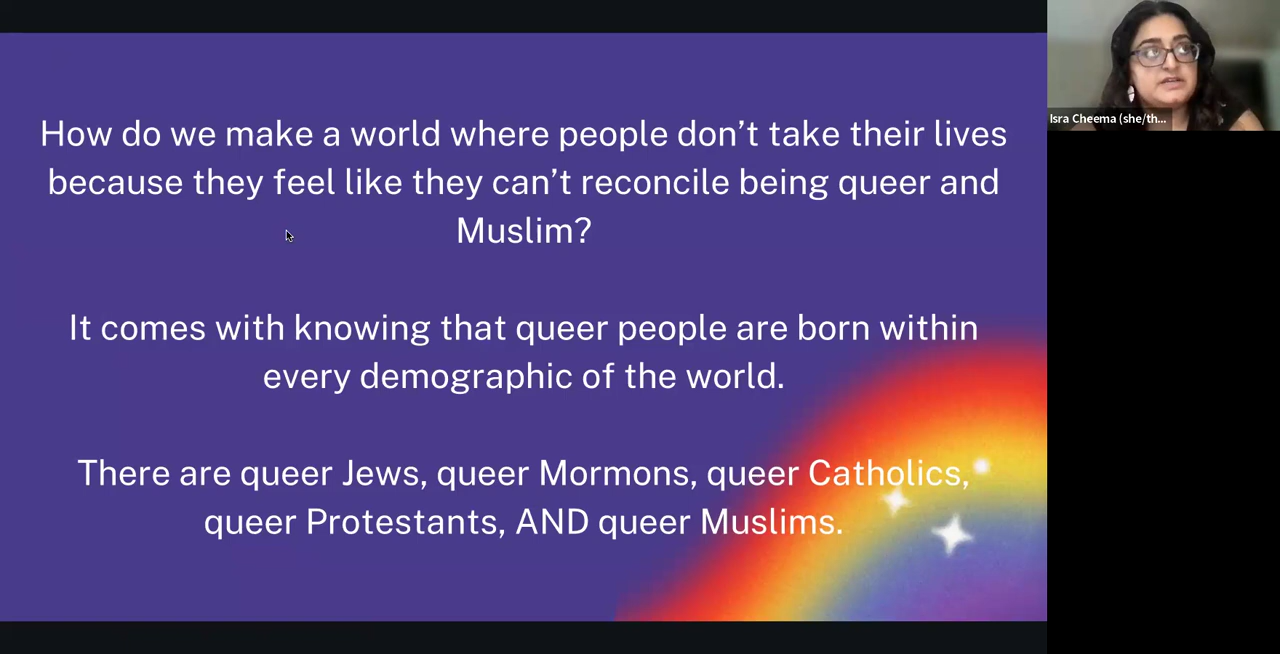 How do we make a world where people don’t take their lives
because they feel like they can’t reconcile being queer and
Muslim?
It comes with knowing that queer people are born within
every demographic of the world.
There are queer Jews, queer Mormons, queer Catholics,
queer Protestants, AND queer Muslims.
Isra Cheema (she/th...